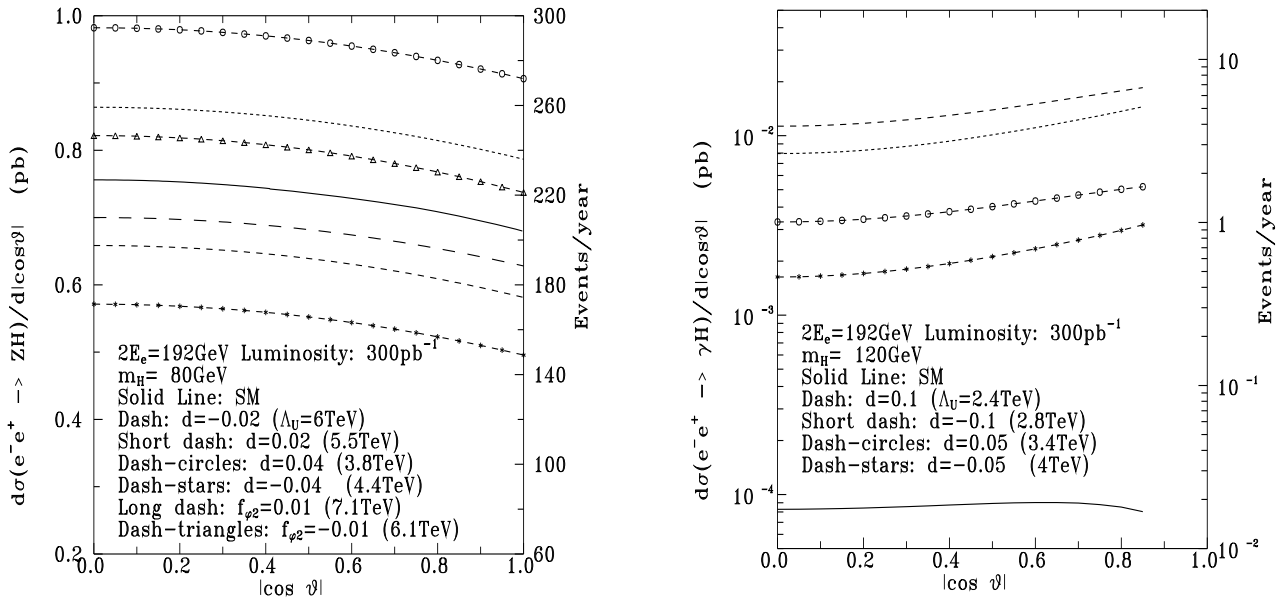 dσ(e⁻e⁺ −> ZH)/d|cosϑ| (pb)
1.0
0.8
0.6
0.4
0.2
300
260
220
180
140
100
60
Events/year
2Eₑ=192GeV Luminosity: 300pb⁻¹
m_H= 80GeV
Solid Line: SM
Dash: d=−0.02 (Λ_U=6TeV)
Short dash: d=0.02 (5.5TeV)
Dash-circles: d=0.04 (3.8TeV)
Dash-stars: d=−0.04 (4.4TeV)
Long dash: f_φ2=0.01 (7.1TeV)
Dash-triangles: f_φ2=−0.01 (6.1TeV)
0.0 0.2 0.4 0.6 0.8 1.0
|cos ϑ|
dσ(e⁻e⁺ −> γH)/d|cosϑ| (pb)
10⁻²
10⁻³
10⁻⁴
10
1
10⁻¹
10⁻²
Events/year
2Eₑ=192GeV Luminosity: 300pb⁻¹
m_H= 120GeV
Solid Line: SM
Dash: d=0.1 (Λ_U=2.4TeV)
Short dash: d=−0.1 (2.8TeV)
Dash-circles: d=0.05 (3.4TeV)
Dash-stars: d=−0.05 (4TeV)
0.0 0.2 0.4 0.6 0.8 1.0
|cos ϑ|